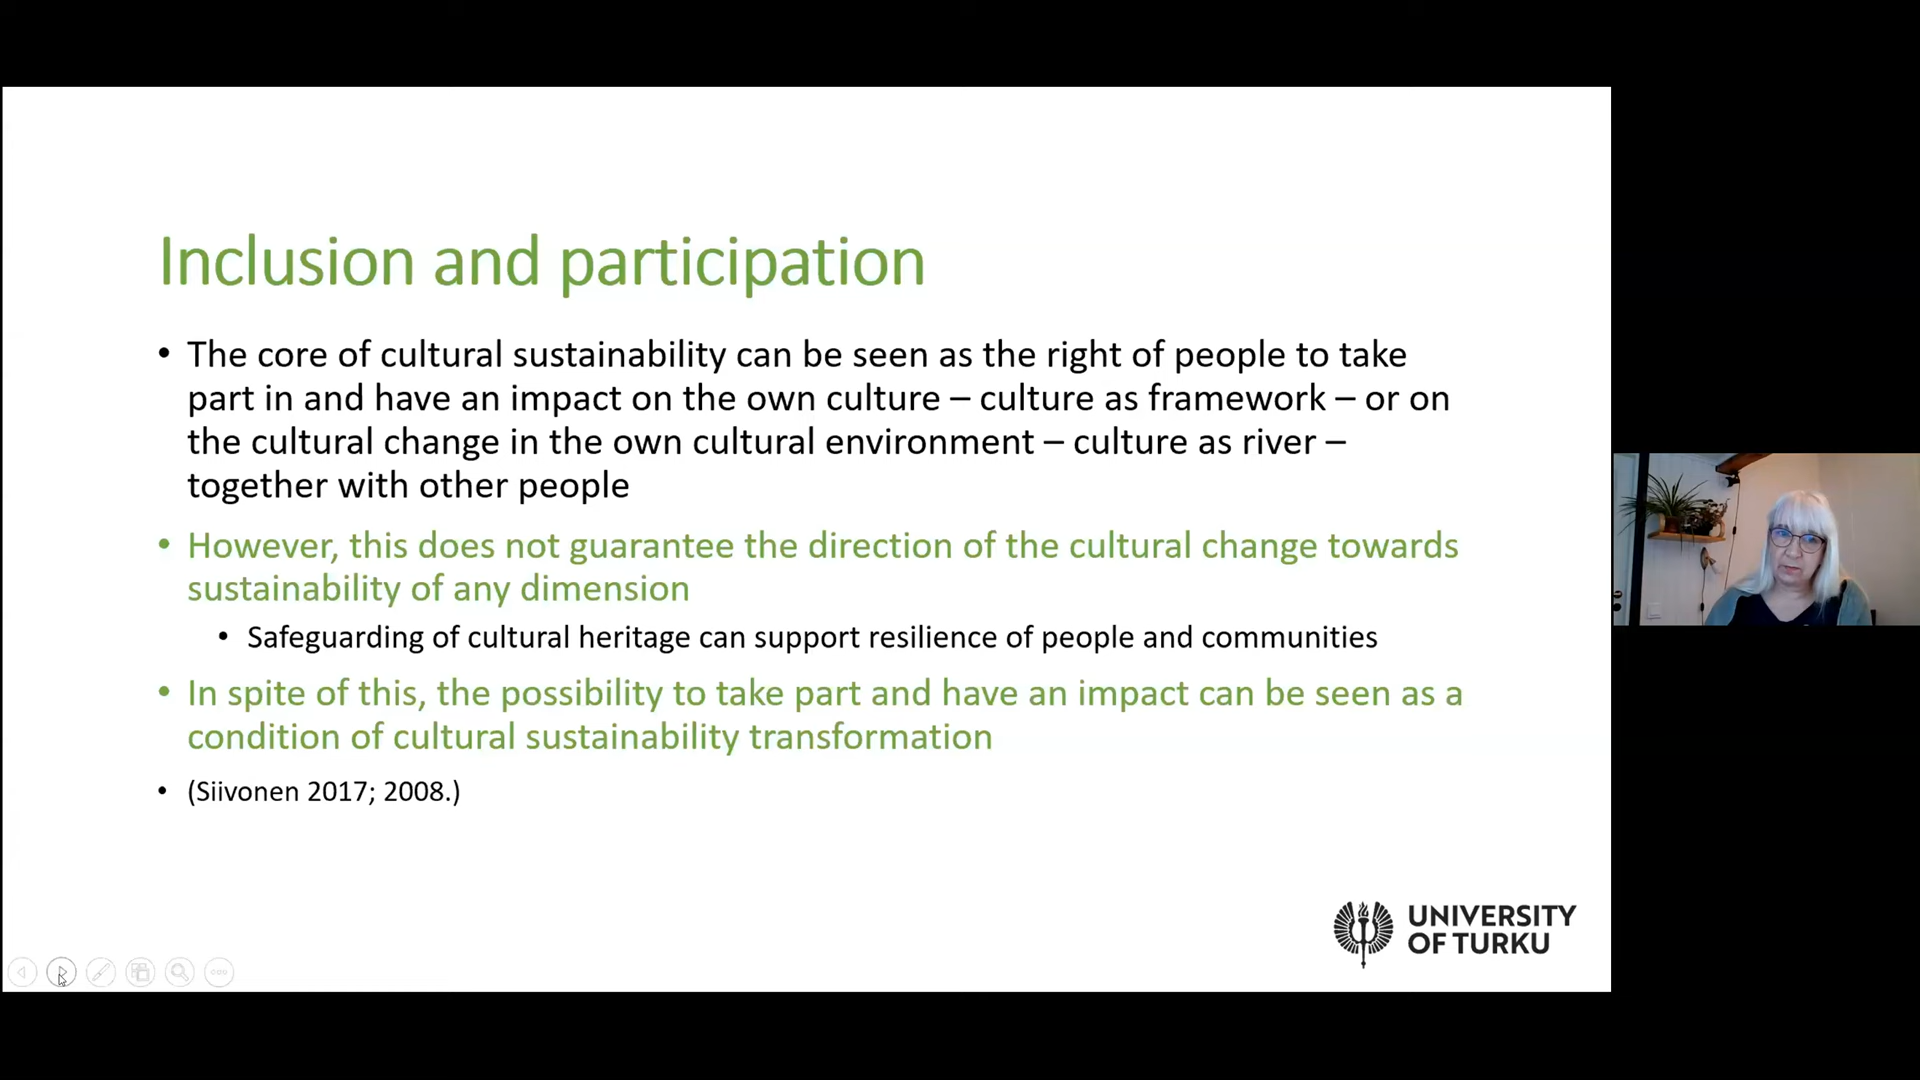 Inclusion and participation
• The core of cultural sustainability can be seen as the right of people to take
part in and have an impact on the own culture – culture as framework – or on
the cultural change in the own cultural environment – culture as river –
together with other people
• However, this does not guarantee the direction of the cultural change towards
sustainability of any dimension
• Safeguarding of cultural heritage can support resilience of people and communities
• In spite of this, the possibility to take part and have an impact can be seen as a
condition of cultural sustainability transformation
• (Siivonen 2017; 2008.)
UNIVERSITY
OF TURKU